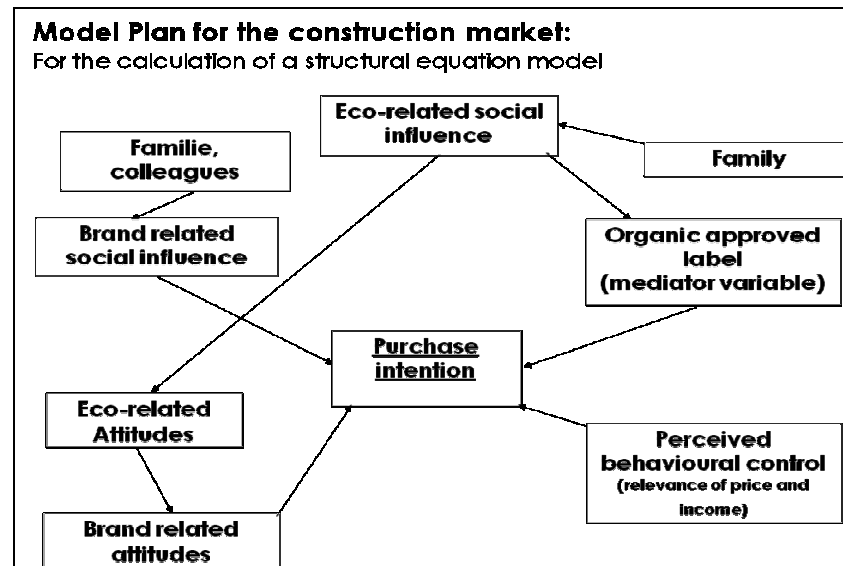 Model Plan for the construction market:
For the calculation of a structural equation model
Eco-related social
influence
Familie,
colleagues
Family
Brand related
social influence
Organic approved
label
(mediator variable)
Purchase
intention
Eco-related
Attitudes
Perceived
behavioural control
(relevance of price and
income)
Brand related
attitudes